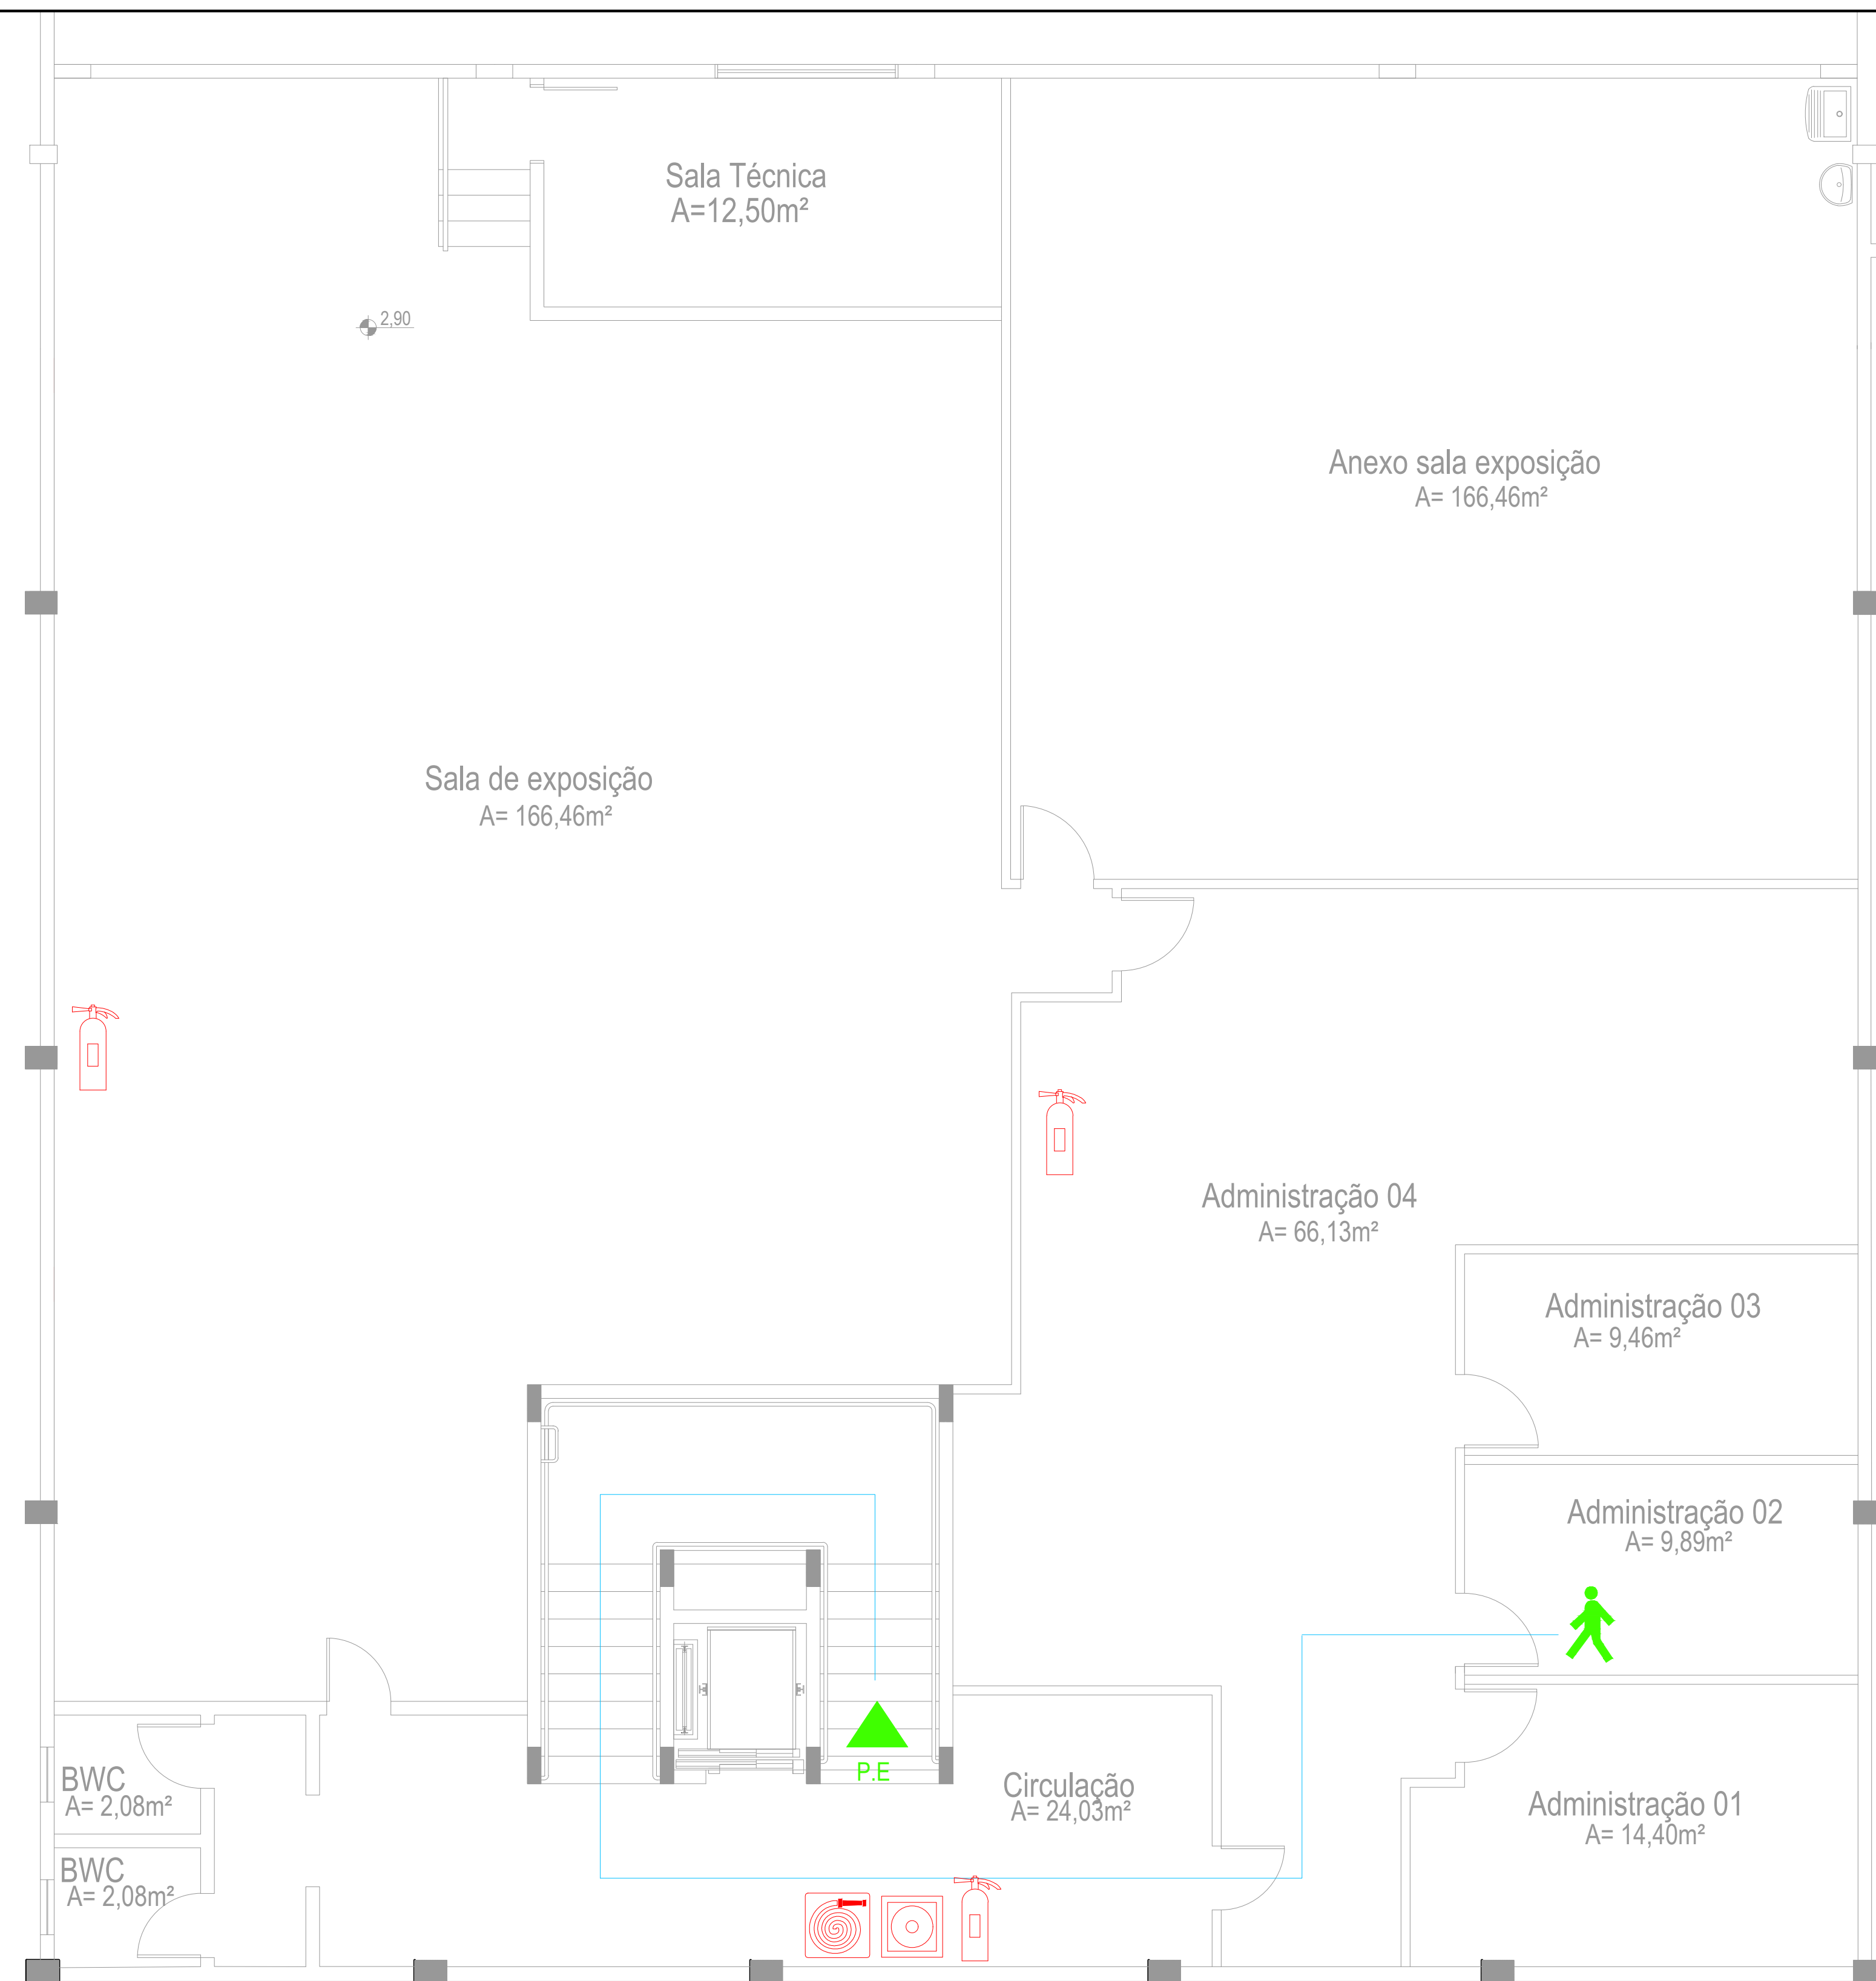 Sala Técnica
A=12,50m²
2,90
Anexo sala exposição
A= 166,46m²
Sala de exposição
A= 166,46m²
Administração 04
A= 66,13m²
Administração 03
A= 9,46m²
Administração 02
A= 9,89m²
P.E
BWC
A= 2,08m²
Circulação
A= 24,03m²
Administração 01
A= 14,40m²
BWC
A= 2,08m²